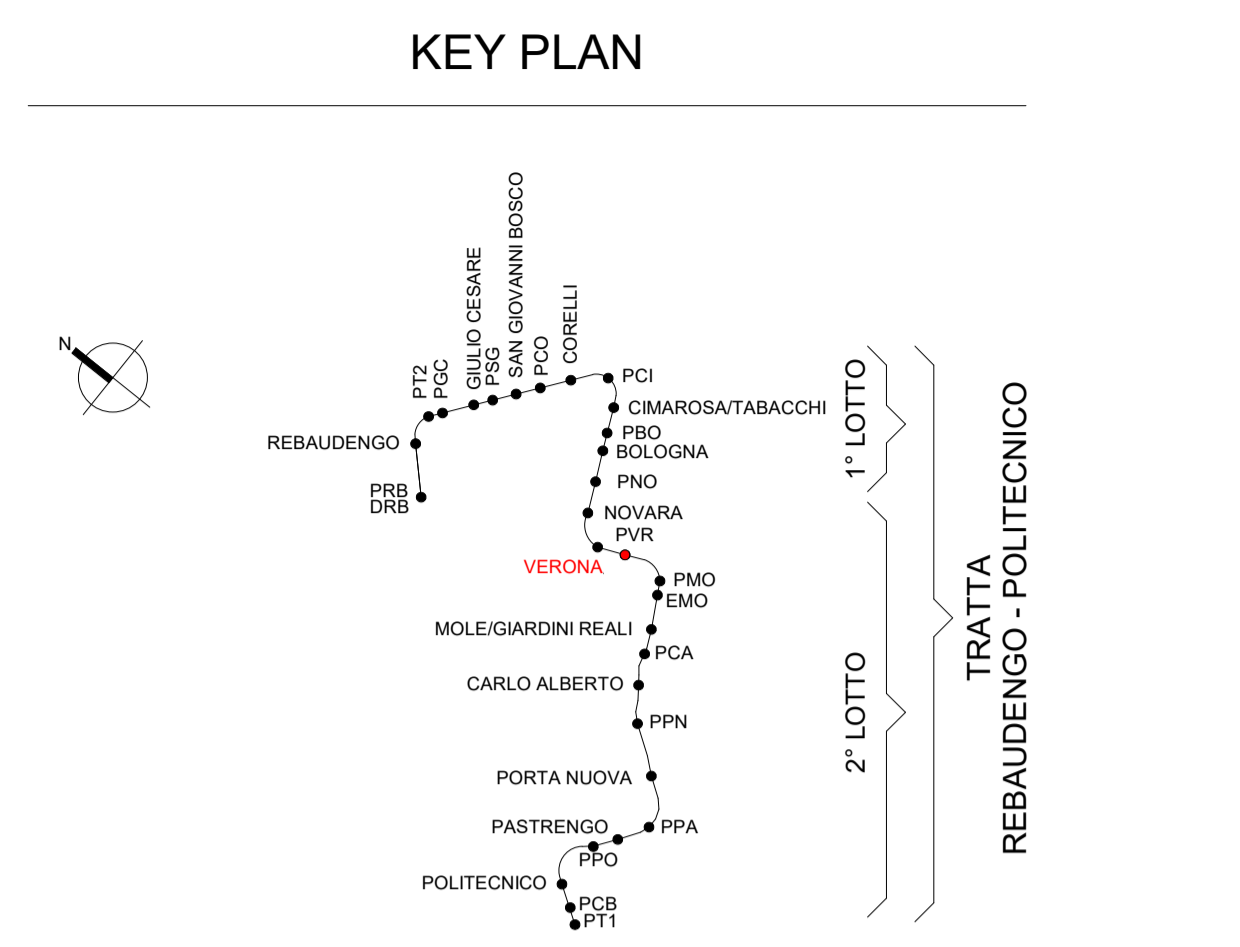 KEY PLAN
N
PT2
PGC
GIULIO CESARE
PSG
SAN GIOVANNI BOSCO
PCO
CORELLI
PCI
CIMAROSA/TABACCHI
REBAUDENGO
PBO
BOLOGNA
PNO
PRB
DRB
NOVARA
PVR
VERONA
PMO
EMO
MOLE/GIARDINI REALI
PCA
CARLO ALBERTO
PPN
PORTA NUOVA
PASTRENGO
PPA
PPO
POLITECNICO
PCB
PT1
1° LOTTO
2° LOTTO
TRATTA
REBAUDENGO - POLITECNICO